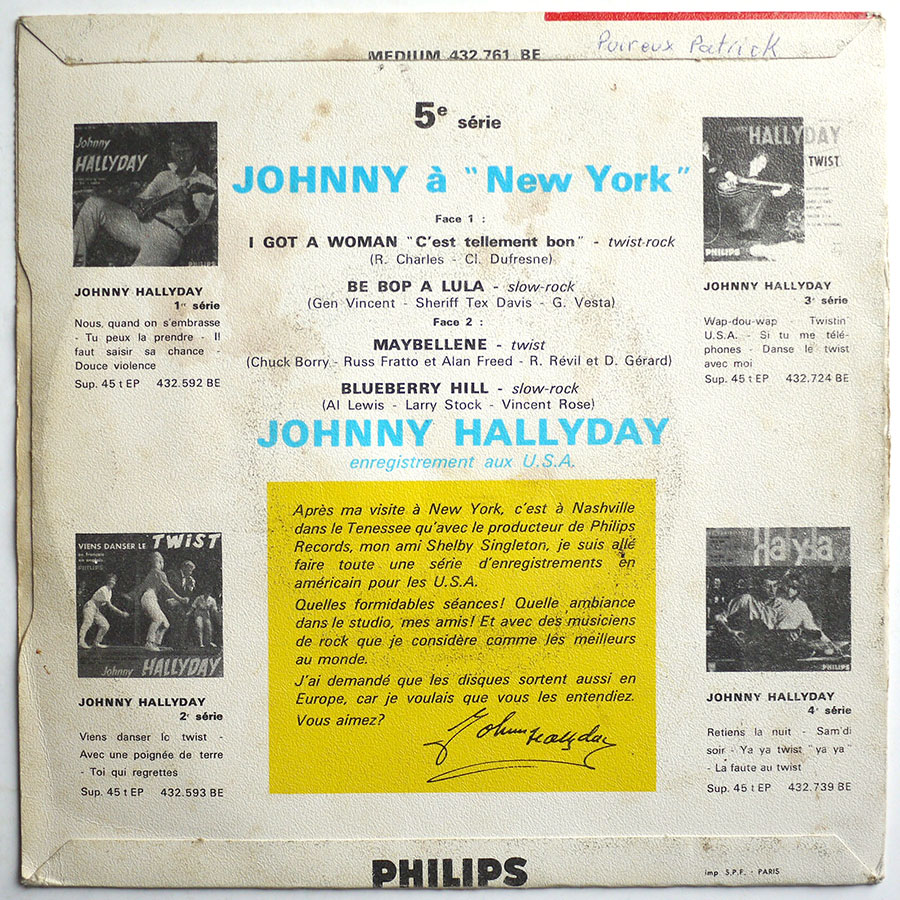 Poireux Patrick
MEDIUM 432.761 BE
5e série
JOHNNY à "New York"
Face 1 :
I GOT A WOMAN "C'est tellement bon" - twist-rock
(R. Charles - Cl. Dufresne)
BE BOP A LULA - slow-rock
(Gen Vincent - Sheriff Tex Davis - G. Vesta)
Face 2 :
MAYBELLENE - twist
(Chuck Borry - Russ Fratto et Alan Freed - R. Révil et D. Gérard)
BLUEBERRY HILL - slow-rock
(Al Lewis - Larry Stock - Vincent Rose)
JOHNNY HALLYDAY
enregistrement aux U.S.A.
Johnny
HALLYDAY
PHILIPS
JOHNNY HALLYDAY
1re série
Nous, quand on s'embrasse
- Tu peux la prendre - Il
faut saisir sa chance -
Douce violence
Sup. 45 t EP 432.592 BE
HALLYDAY
TWIST
PHILIPS
JOHNNY HALLYDAY
3e série
Wap-dou-wap - Twistin'
U.S.A. - Si tu me télé-
phones - Danse le twist
avec moi
Sup. 45 t EP 432.724 BE
VIENS DANSER LE TWIST
PHILIPS
Johnny HALLYDAY
JOHNNY HALLYDAY
2e série
Viens danser lo twist -
Avec une poignée de terre
- Toi qui regrettes
Sup. 45 t EP 432.593 BE
Après ma visite à New York, c'est à Nashville
dans le Tenessee qu'avec le producteur de Philips
Records, mon ami Shelby Singleton, je suis allé
faire toute une série d'enregistrements en
américain pour les U.S.A.
Quelles formidables séances! Quelle ambiance
dans le studio, mes amis! Et avec des musiciens
de rock que je considère comme les meilleurs
au monde.
J'ai demandé que les disques sortent aussi en
Europe, car je voulais que vous les entendiez.
Vous aimez?
Johnny Hallyday
PHILIPS
JOHNNY HALLYDAY
4e série
Retiens la nuit - Sam'di
soir - Ya ya twist "ya ya"
- La faute au twist
Sup. 45 t EP 432.739 BE
PHILIPS
imp S.P.F. - PARIS